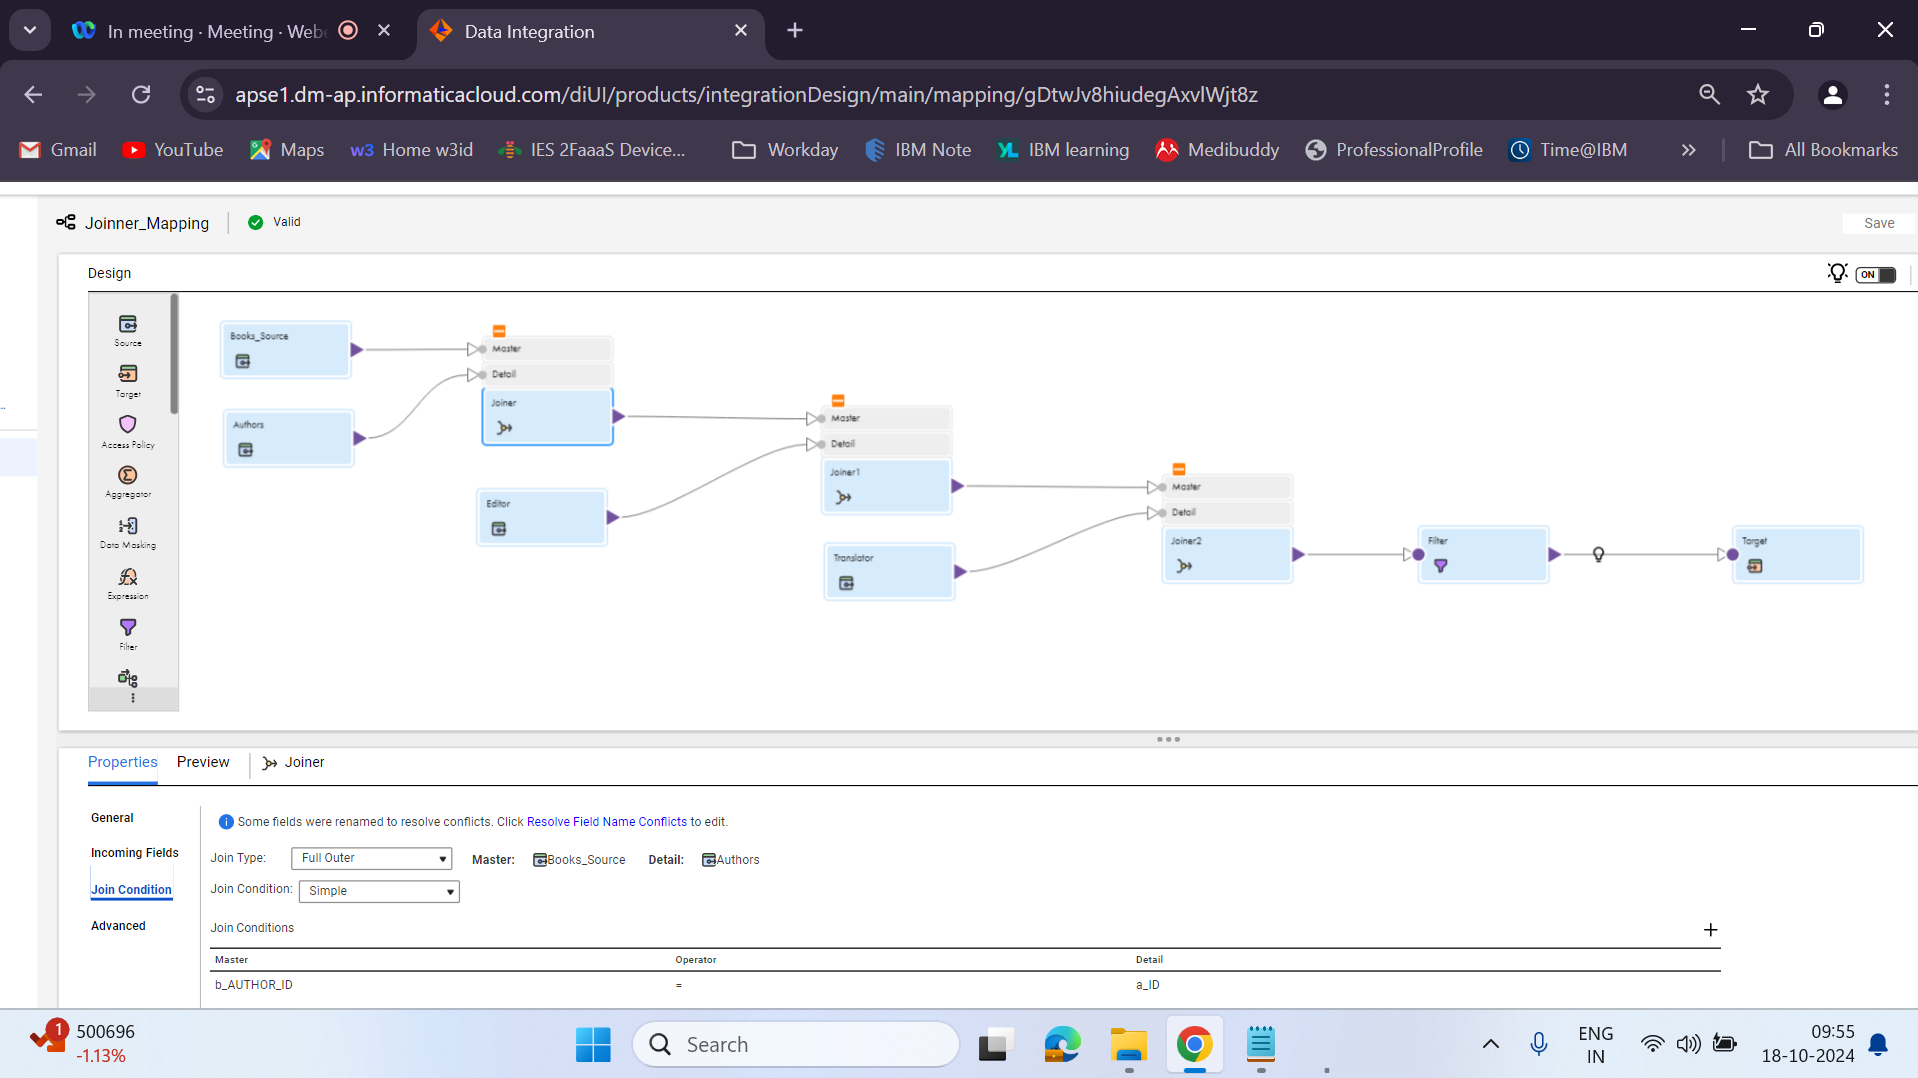 In meeting · Meeting · Webe
Data Integration
apse1.dm-ap.informaticacloud.com/diUI/products/integrationDesign/main/mapping/gDtwJv8hiudegAxvlWjt8z
Gmail
YouTube
Maps
w3 Home w3id
IES 2FaaaS Device...
Workday
IBM Note
YL IBM learning
Medibuddy
ProfessionalProfile
Time@IBM
»
All Bookmarks
Joinner_Mapping
Valid
Save
Design
ON
Source
Target
Access Policy
Aggregator
Data Masking
Expression
Filter
Books_Source
Authors
Master
Detail
Joiner
Editor
Master
Detail
Joiner1
Translator
Master
Detail
Joiner2
Filter
Target
Properties
Preview
Joiner
General
Incoming Fields
Join Condition
Advanced
Some fields were renamed to resolve conflicts. Click Resolve Field Name Conflicts to edit.
Join Type: Full Outer Master: Books_Source Detail: Authors
Join Condition: Simple
Join Conditions
Master Operator Detail
b_AUTHOR_ID = a_ID
1
500696
-1.13%
Search
ENG
IN
09:55
18-10-2024